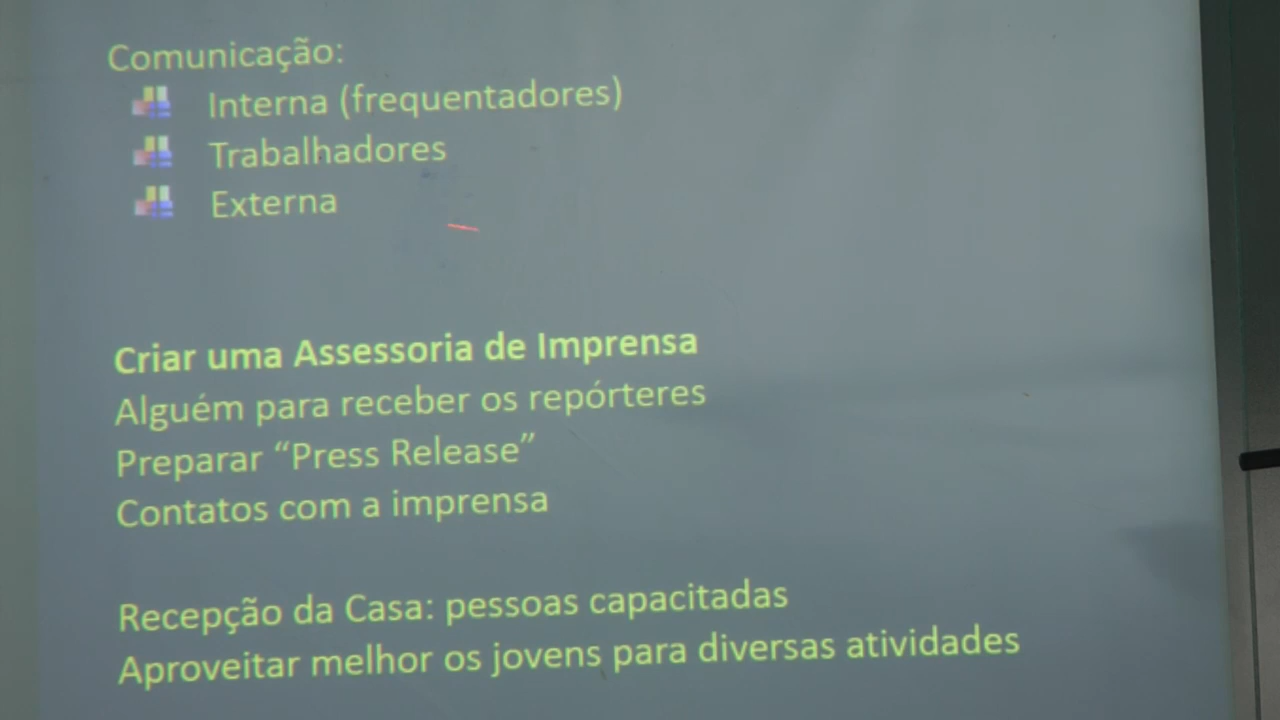 Comunicação:
Interna (frequentadores)
Trabalhadores
Externa
Criar uma Assessoria de Imprensa
Alguém para receber os repórteres
Preparar “Press Release”
Contatos com a imprensa
Recepção da Casa: pessoas capacitadas
Aproveitar melhor os jovens para diversas atividades